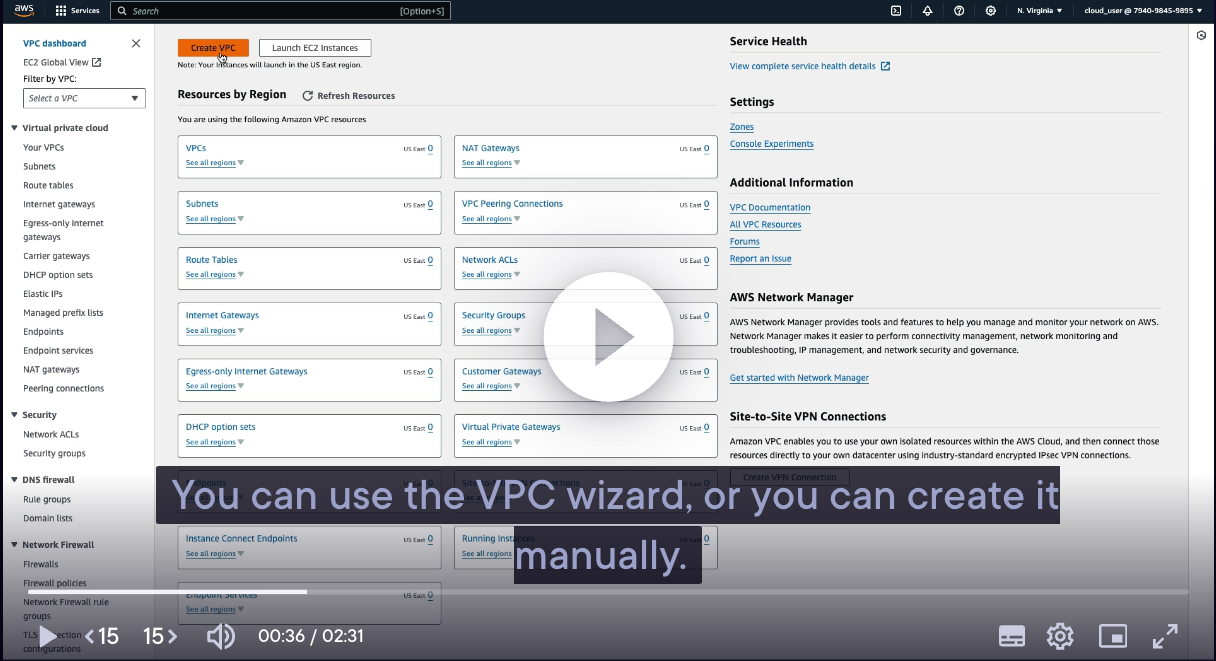 aws
Services
Search
[Option+S]
N. Virginia
cloud_user @ 7940-9845-9895
VPC dashboard
EC2 Global View
Filter by VPC:
Select a VPC
Virtual private cloud
Your VPCs
Subnets
Route tables
Internet gateways
Egress-only internet
gateways
Carrier gateways
DHCP option sets
Elastic IPs
Managed prefix lists
Endpoints
Endpoint services
NAT gateways
Peering connections
Security
Network ACLs
Security groups
DNS firewall
Rule groups
Domain lists
Network Firewall
Firewalls
Firewall policies
Network Firewall rule
groups
configurations
Create VPC
Launch EC2 Instances
Note: Your Instances will launch in the US East region.
Resources by Region
Refresh Resources
You are using the following Amazon VPC resources
VPCs US East 0
See all regions
NAT Gateways US East 0
See all regions
Subnets US East 0
See all regions
VPC Peering Connections US East 0
See all regions
Route Tables US East 0
See all regions
Network ACLs US East 0
See all regions
Internet Gateways US East 0
See all regions
Security Groups US East 0
See all regions
Egress-only Internet Gateways US East 0
See all regions
Customer Gateways US East 0
See all regions
DHCP option sets US East 0
See all regions
Virtual Private Gateways US East 0
See all regions
You can use the VPC wizard, or you can create it
manually.
Instance Connect Endpoints US East 0
See all regions
Running Instances 0
See all regions
Endpoint Services US East 0
See all regions
Service Health
View complete service health details
Settings
Zones
Console Experiments
Additional Information
VPC Documentation
All VPC Resources
Forums
Report an Issue
AWS Network Manager
AWS Network Manager provides tools and features to help you manage and monitor your network on AWS.
Network Manager makes it easier to perform connectivity management, network monitoring and
troubleshooting, IP management, and network security and governance.
Get started with Network Manager
Site-to-Site VPN Connections
Amazon VPC enables you to use your own isolated resources within the AWS Cloud, and then connect those
resources directly to your own datacenter using industry-standard encrypted IPsec VPN connections.
Create VPN Connection
15
15
00:36 / 02:31